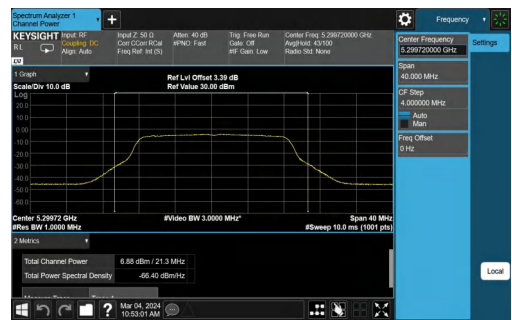 Spectrum Analyzer 1
Channel Power
+
Frequency
KEYSIGHT
RL
Input: RF
Coupling: DC
Align: Auto
Input Z: 50 Ω
Corr CCorr RCal
Freq Ref: Int (S)
Atten: 40 dB
#PNO: Fast
Trig: Free Run
Gate: Off
#IF Gain: Low
Center Freq: 5.299720000 GHz
Avg|Hold: 43/100
Radio Std: None
LXI
Center Frequency
5.299720000 GHz
Settings
Span
40.000 MHz
CF Step
4.000000 MHz
Auto
Man
Freq Offset
0 Hz
1 Graph
Scale/Div 10.0 dB
Ref Lvl Offset 3.39 dB
Ref Value 30.00 dBm
Log
20.0
10.0
0.00
-10.0
-20.0
-30.0
-40.0
-50.0
-60.0
Center 5.29972 GHz
#Video BW 3.0000 MHz*
Span 40 MHz
#Res BW 1.0000 MHz
#Sweep 10.0 ms (1001 pts)
2 Metrics
Total Channel Power 6.88 dBm / 21.3 MHz
Total Power Spectral Density -66.40 dBm/Hz
Local
?
Mar 04, 2024
10:53:01 AM